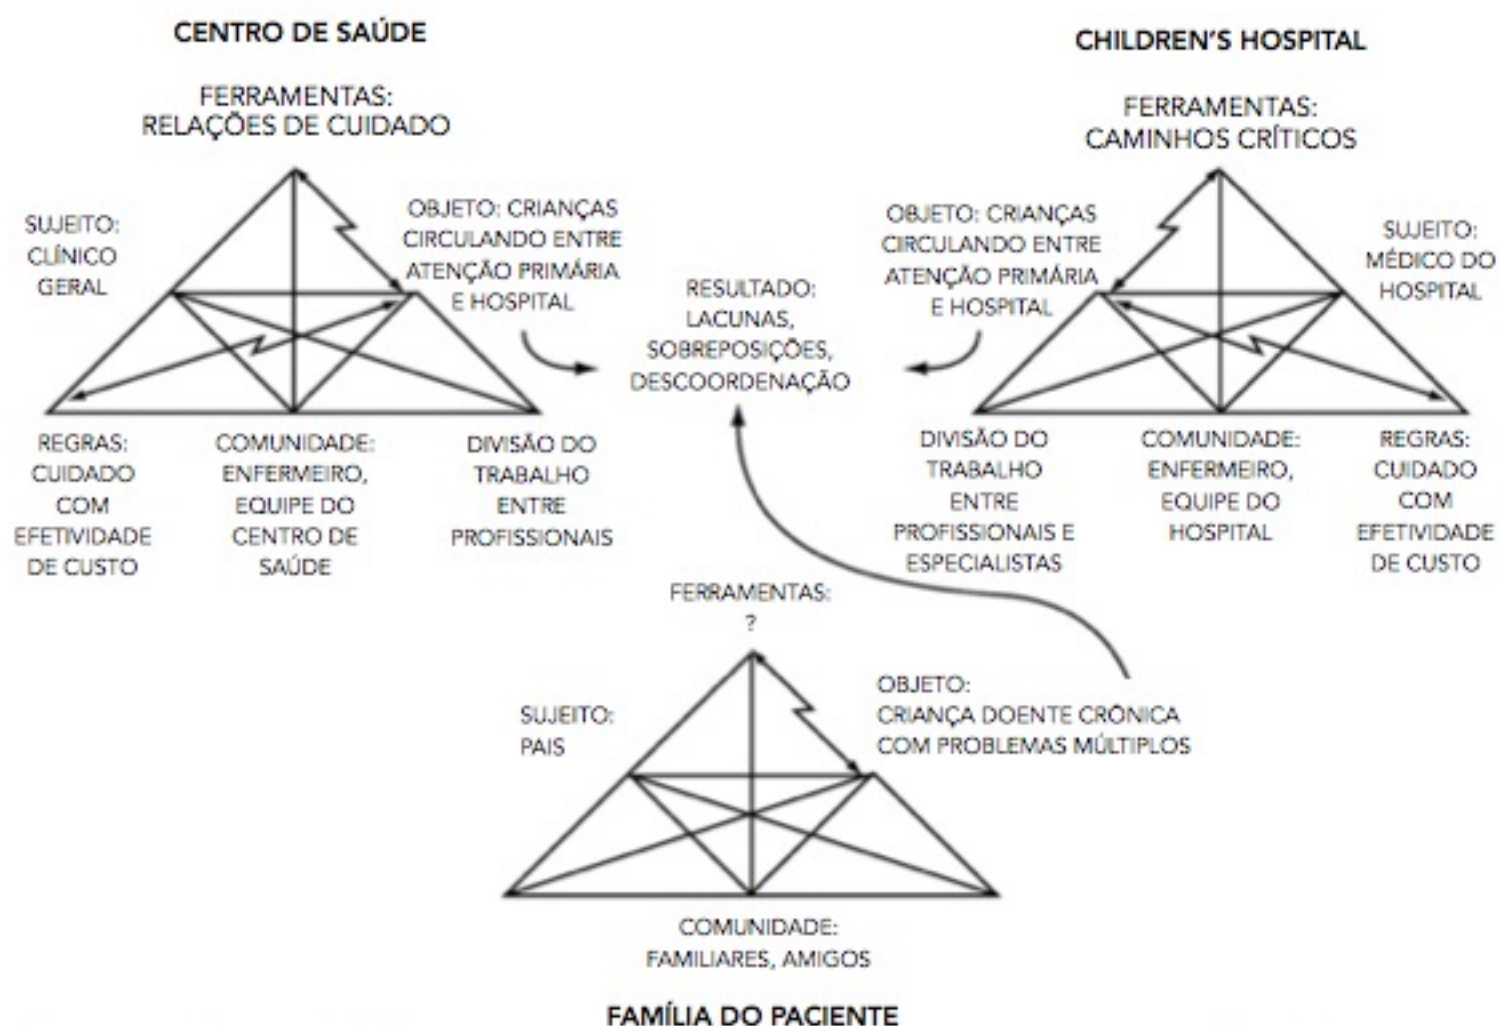 CENTRO DE SAÚDE
FERRAMENTAS:
RELAÇÕES DE CUIDADO
SUJEITO:
CLÍNICO
GERAL
OBJETO: CRIANÇAS
CIRCULANDO ENTRE
ATENÇÃO PRIMÁRIA
E HOSPITAL
REGRAS:
CUIDADO
COM
EFETIVIDADE
DE CUSTO
COMUNIDADE:
ENFERMEIRO,
EQUIPE DO
CENTRO DE
SAÚDE
DIVISÃO DO
TRABALHO
ENTRE
PROFISSIONAIS
RESULTADO:
LACUNAS,
SOBREPOSIÇÕES,
DESCOORDENAÇÃO
CHILDREN'S HOSPITAL
FERRAMENTAS:
CAMINHOS CRÍTICOS
OBJETO: CRIANÇAS
CIRCULANDO ENTRE
ATENÇÃO PRIMÁRIA
E HOSPITAL
SUJEITO:
MÉDICO DO
HOSPITAL
DIVISÃO DO
TRABALHO
ENTRE
PROFISSIONAIS E
ESPECIALISTAS
COMUNIDADE:
ENFERMEIRO,
EQUIPE DO
HOSPITAL
REGRAS:
CUIDADO
COM
EFETIVIDADE
DE CUSTO
FERRAMENTAS:
?
SUJEITO:
PAIS
OBJETO:
CRIANÇA DOENTE CRÔNICA
COM PROBLEMAS MÚLTIPLOS
COMUNIDADE:
FAMILIARES, AMIGOS
FAMÍLIA DO PACIENTE